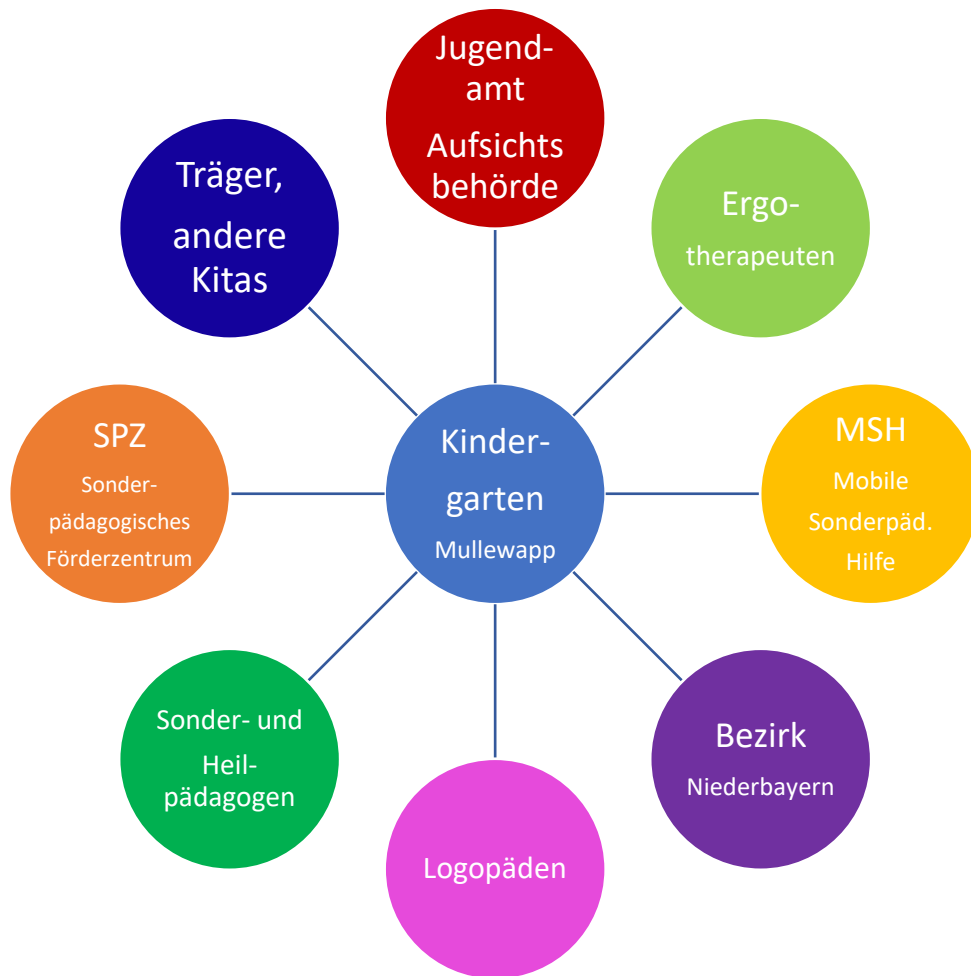 Jugend-
amt
Aufsichts
behörde
Ergo-
therapeuten
MSH
Mobile
Sonderpäd.
Hilfe
Bezirk
Niederbayern
Logopäden
Sonder- und
Heil-
pädagogen
SPZ
Sonder-
pädagogisches
Förderzentrum
Träger,
andere
Kitas
Kinder-
garten
Mullewapp